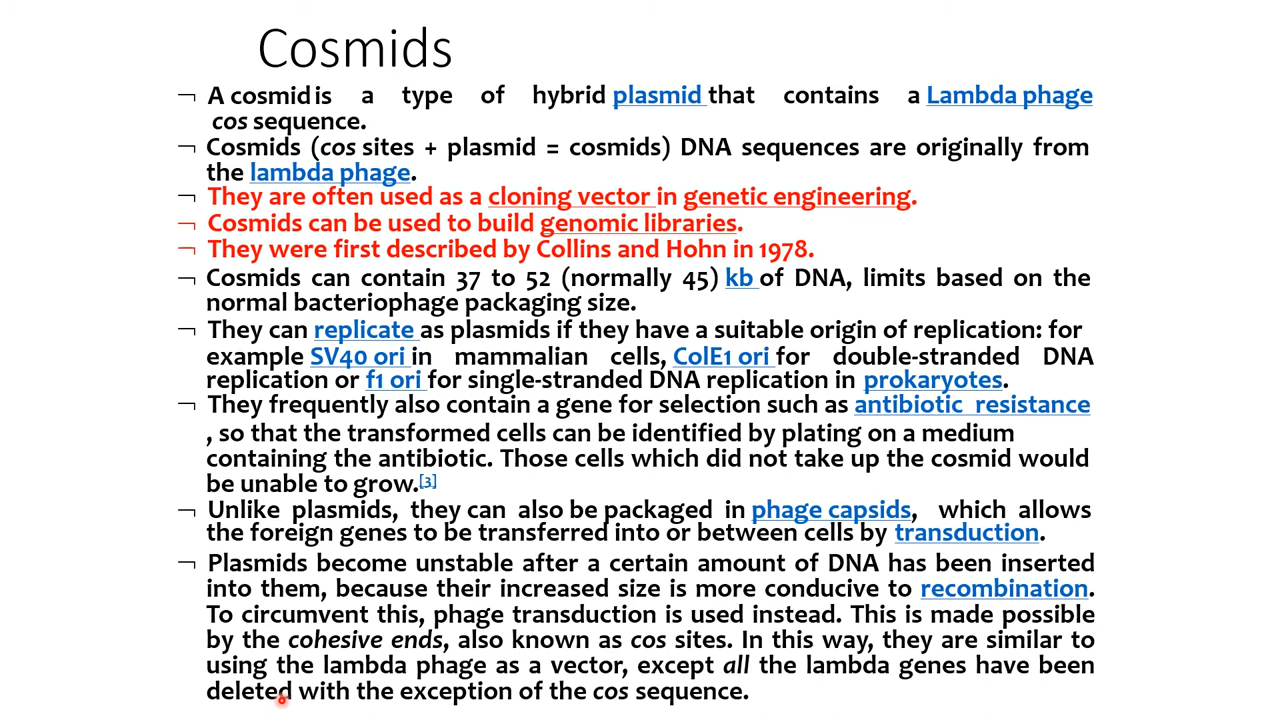 Cosmids
¬ A cosmid is a type of hybrid plasmid that contains a Lambda phage
cos sequence.
¬ Cosmids (cos sites + plasmid = cosmids) DNA sequences are originally from
the lambda phage.
¬ They are often used as a cloning vector in genetic engineering.
¬ Cosmids can be used to build genomic libraries.
¬ They were first described by Collins and Hohn in 1978.
¬ Cosmids can contain 37 to 52 (normally 45) kb of DNA, limits based on the
normal bacteriophage packaging size.
¬ They can replicate as plasmids if they have a suitable origin of replication: for
example SV40 ori in mammalian cells, ColE1 ori for double-stranded DNA
replication or f1 ori for single-stranded DNA replication in prokaryotes.
¬ They frequently also contain a gene for selection such as antibiotic resistance
, so that the transformed cells can be identified by plating on a medium
containing the antibiotic. Those cells which did not take up the cosmid would
be unable to grow.[3]
¬ Unlike plasmids, they can also be packaged in phage capsids, which allows
the foreign genes to be transferred into or between cells by transduction.
¬ Plasmids become unstable after a certain amount of DNA has been inserted
into them, because their increased size is more conducive to recombination.
To circumvent this, phage transduction is used instead. This is made possible
by the cohesive ends, also known as cos sites. In this way, they are similar to
using the lambda phage as a vector, except all the lambda genes have been
deleted with the exception of the cos sequence.